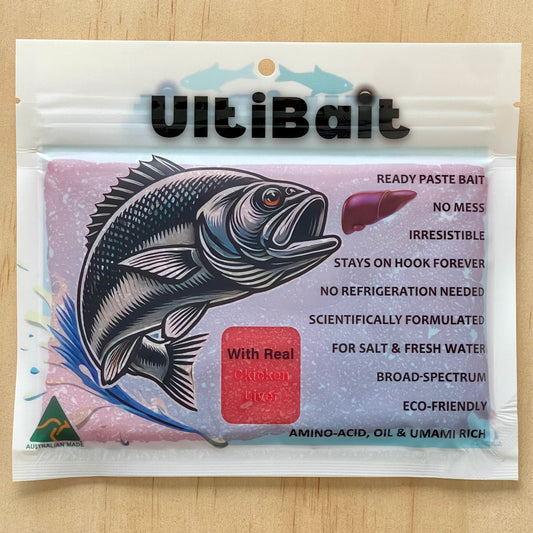 UltiBait
READY PASTE BAIT
NO MESS
IRRESISTIBLE
STAYS ON HOOK FOREVER
NO REFRIGERATION NEEDED
SCIENTIFICALLY FORMULATED
FOR SALT & FRESH WATER
BROAD-SPECTRUM
ECO-FRIENDLY
AMINO-ACID, OIL & UMAMI RICH
With Real
Chicken
Liver
AUSTRALIAN MADE